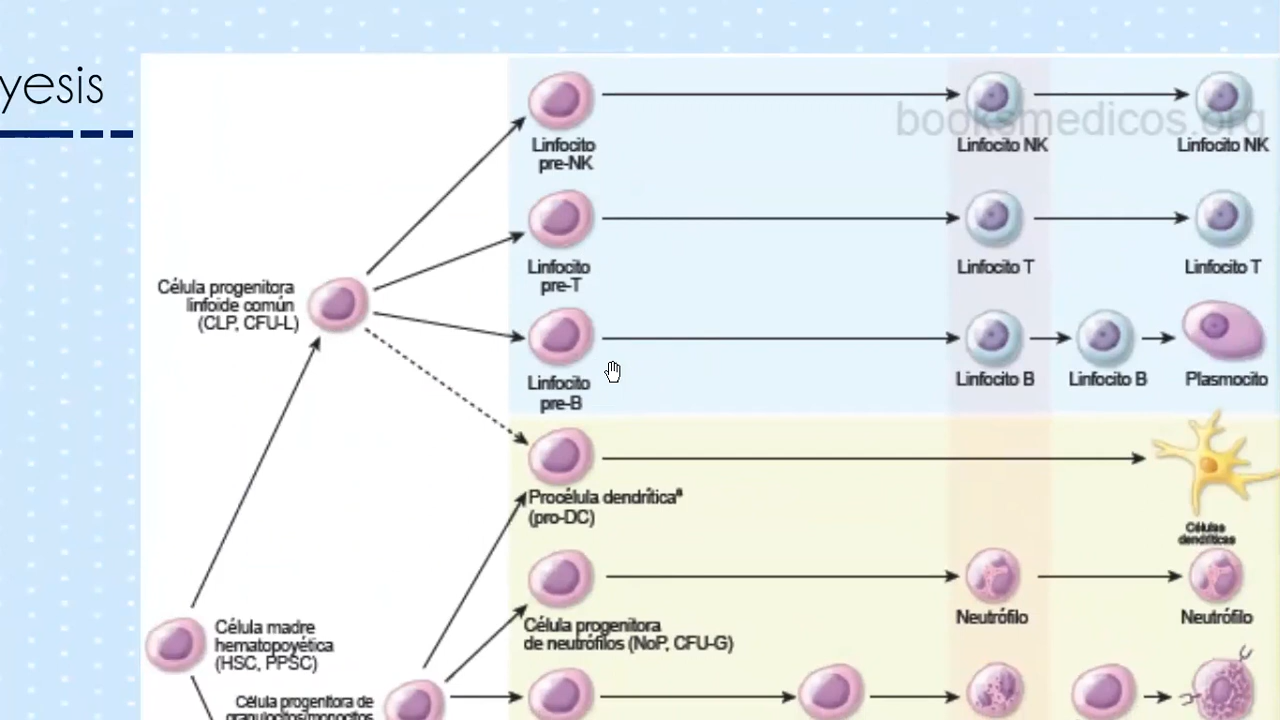 yesis
booksmedicos.org
Linfocito
pre-NK
Linfocito NK
Linfocito NK
Linfocito
pre-T
Linfocito T
Linfocito T
Célula progenitora
linfoide común
(CLP, CFU-L)
Linfocito
pre-B
Linfocito B
Linfocito B
Plasmocito
Procélula dendrítica
(pro-DC)
Células
dendríticas
Célula progenitora
de neutrófilos (NoP, CFU-G)
Neutrófilo
Neutrófilo
Célula madre
hematopoyética
(HSC, PPSC)
Célula progenitora de
granulocitos/monocitos